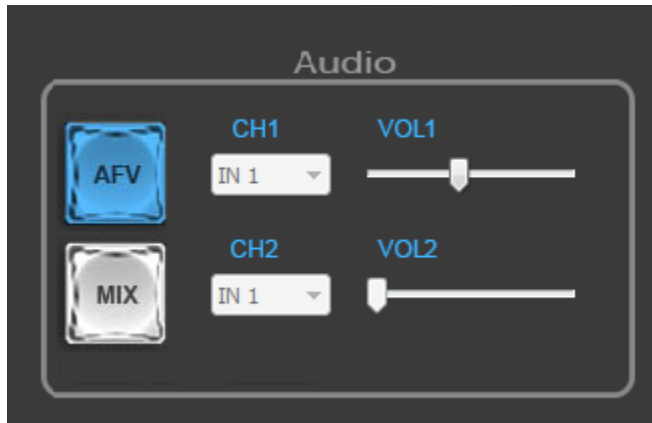 Audio
CH1 VOL1
AFV IN 1
CH2 VOL2
MIX IN 1